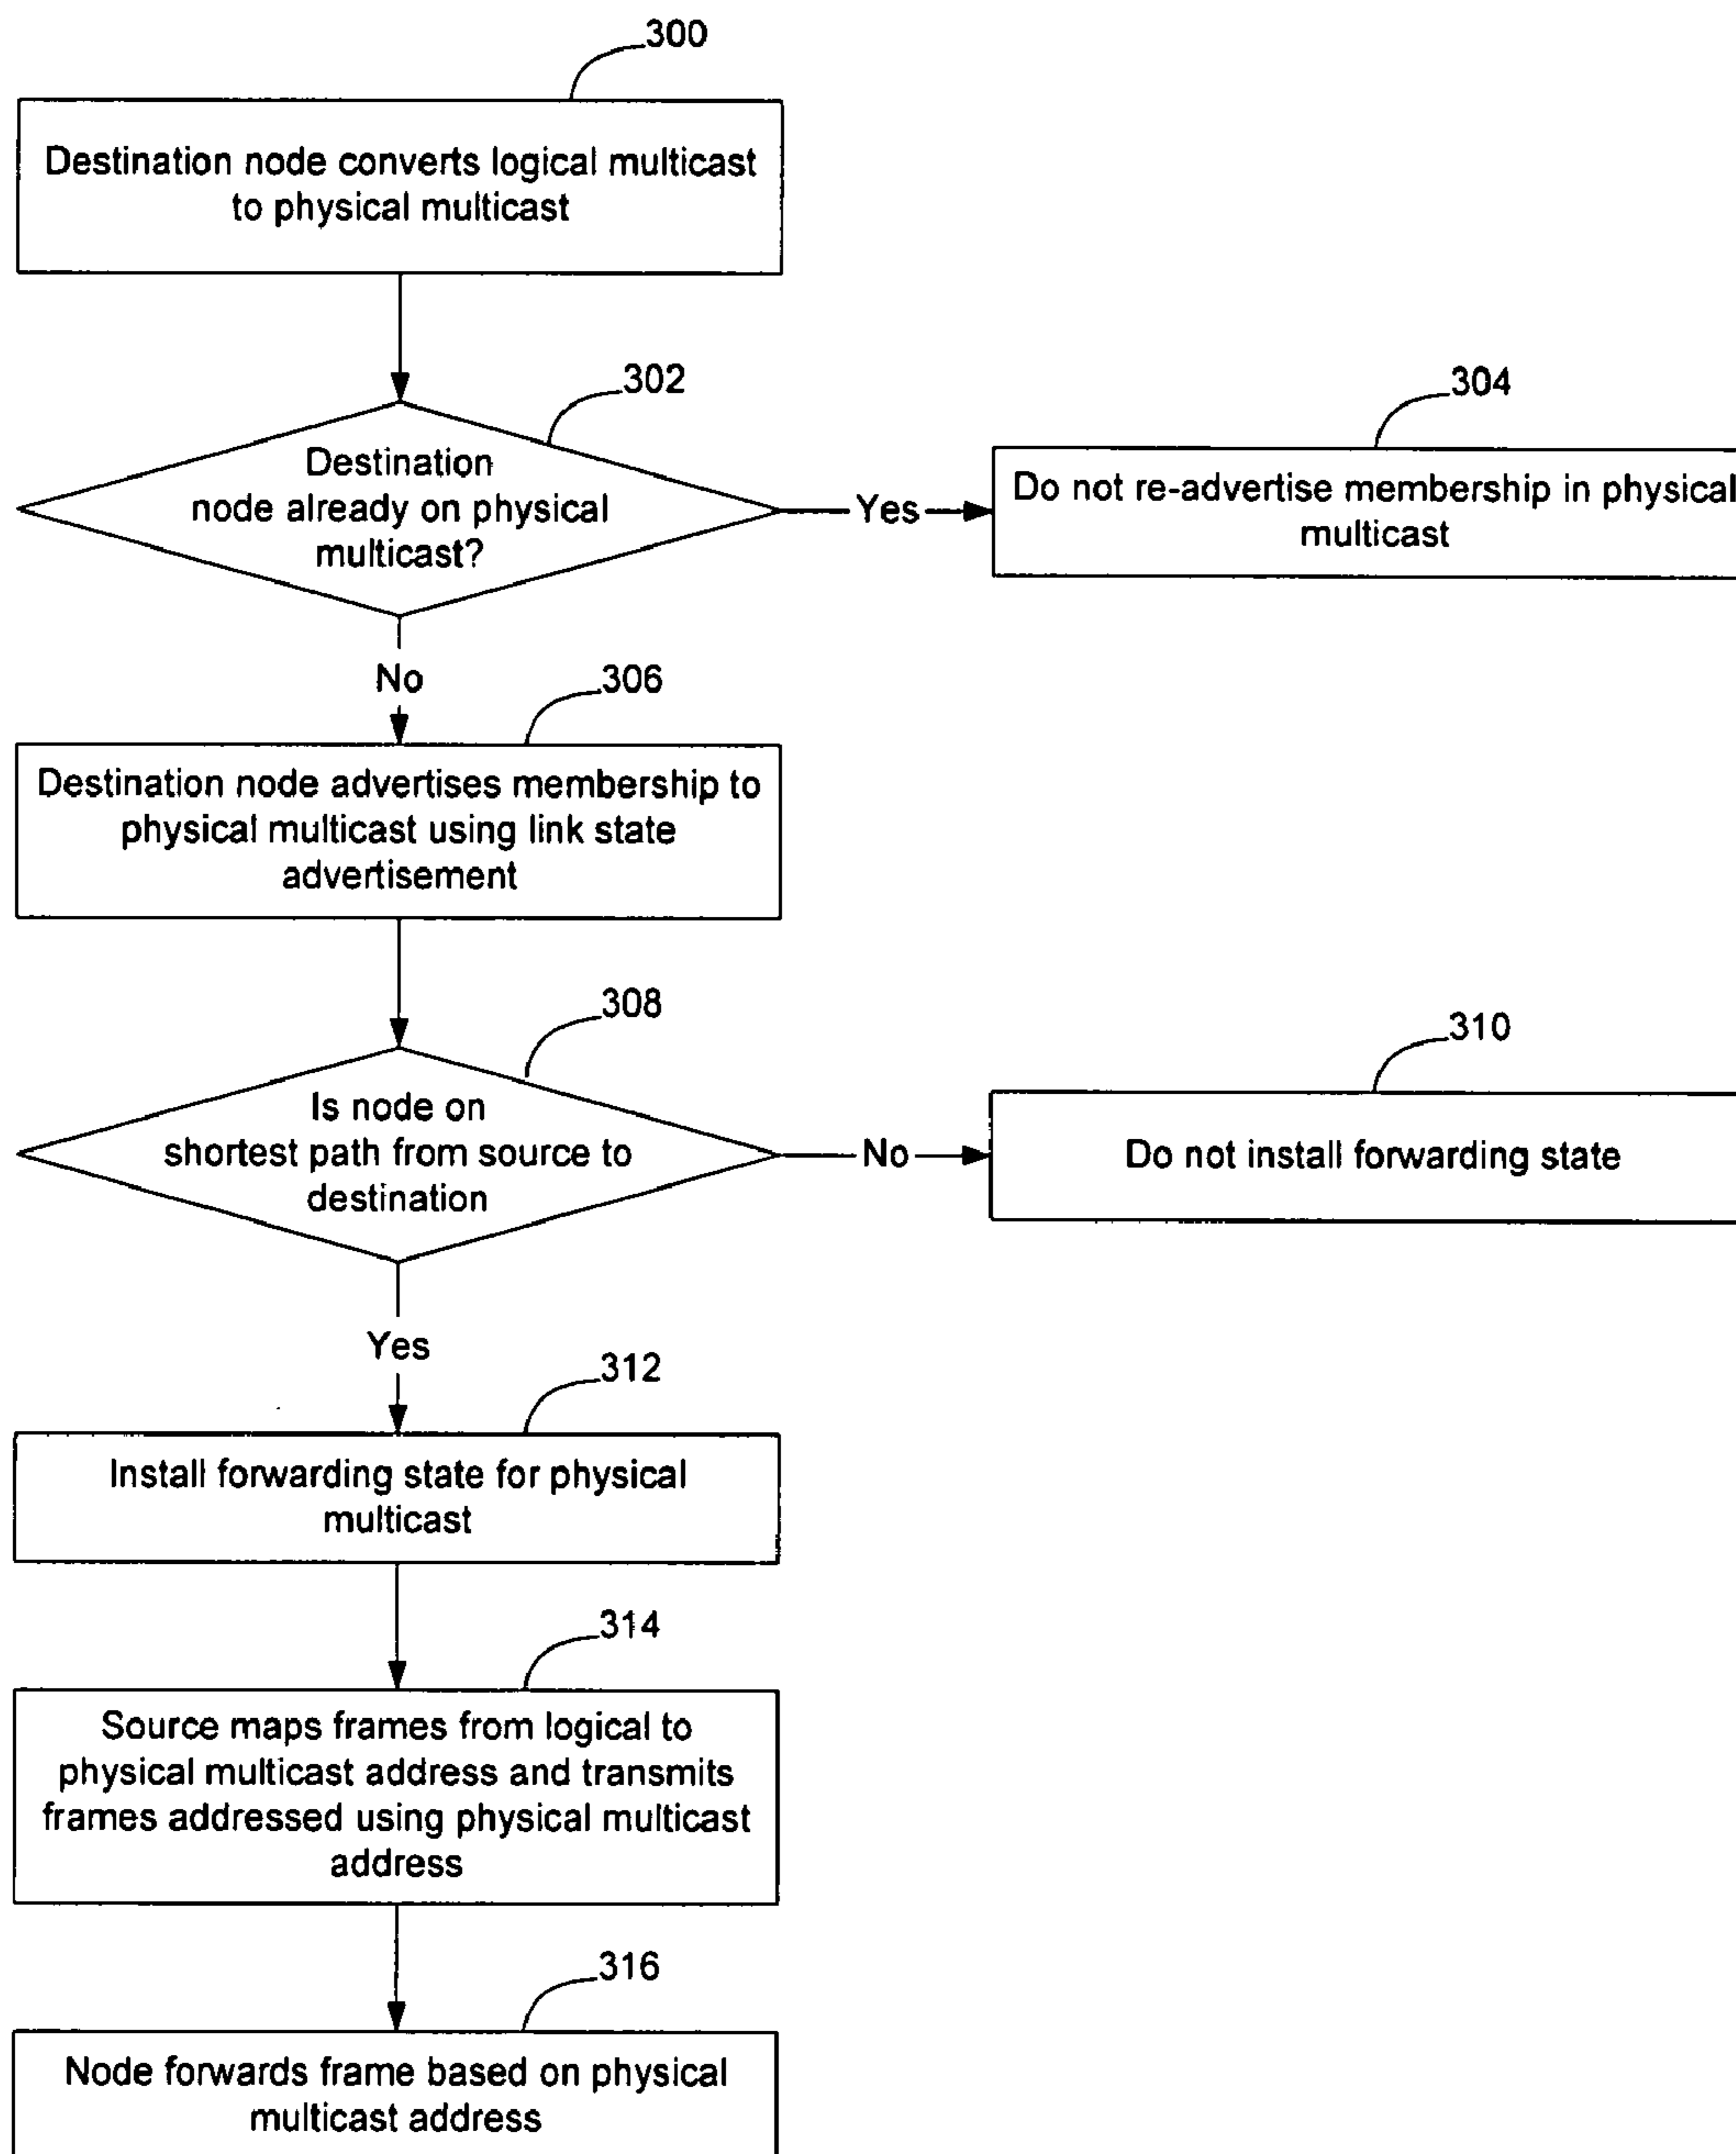 300
Destination node converts logical multicast
to physical multicast
302
Destination
node already on physical
multicast?
Yes
304
Do not re-advertise membership in physical
multicast
No
306
Destination node advertises membership to
physical multicast using link state
advertisement
308
Is node on
shortest path from source to
destination
No
310
Do not install forwarding state
Yes
312
Install forwarding state for physical
multicast
314
Source maps frames from logical to
physical multicast address and transmits
frames addressed using physical multicast
address
316
Node forwards frame based on physical
multicast address